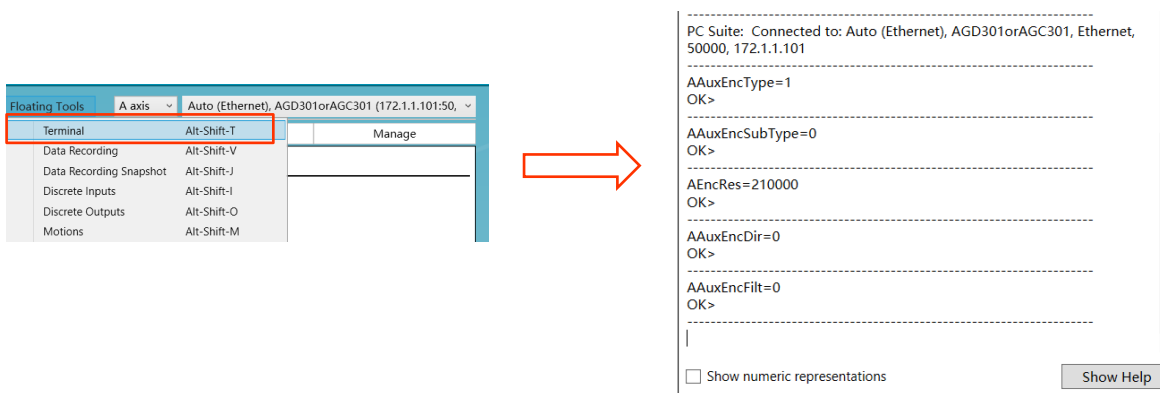 Floating Tools A axis Auto (Ethernet), AGD301orAGC301 (172.1.1.101:50,
Terminal Alt-Shift-T
Manage
Data Recording Alt-Shift-V
Data Recording Snapshot Alt-Shift-J
Discrete Inputs Alt-Shift-I
Discrete Outputs Alt-Shift-O
Motions Alt-Shift-M
--------------------------------------------------------------------
PC Suite: Connected to: Auto (Ethernet), AGD301orAGC301, Ethernet,
50000, 172.1.1.101
--------------------------------------------------------------------
AAuxEncType=1
OK>
--------------------------------------------------------------------
AAuxEncSubType=0
OK>
--------------------------------------------------------------------
AEncRes=210000
OK>
--------------------------------------------------------------------
AAuxEncDir=0
OK>
--------------------------------------------------------------------
AAuxEncFilt=0
OK>
--------------------------------------------------------------------
Show numeric representations
Show Help